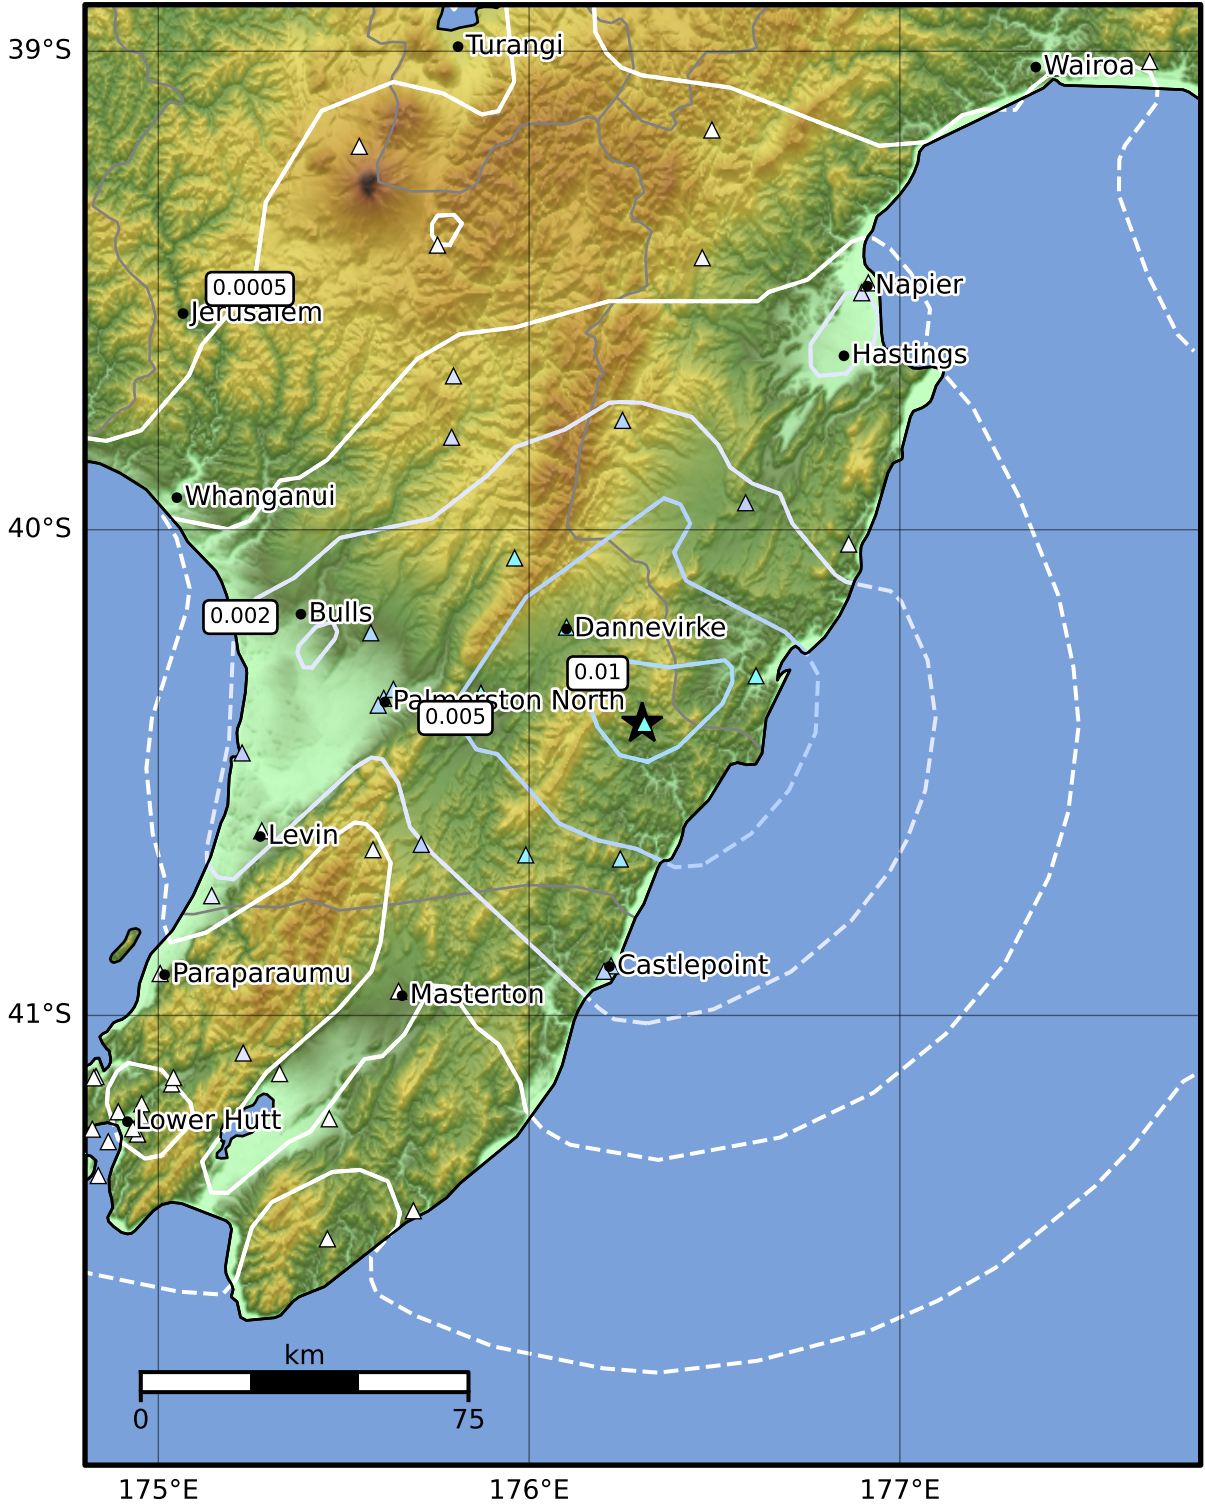 39°S
Turangi
Wairoa
0.0005
Jerusalem
Napier
Hastings
Whanganui
40°S
0.002
Bulls
Dannevirke
0.01
Palmerston North
0.005
Levin
Paraparaumu
Castlepoint
Masterton
41°S
Lower Hutt
km
0
75
175°E
176°E
177°E